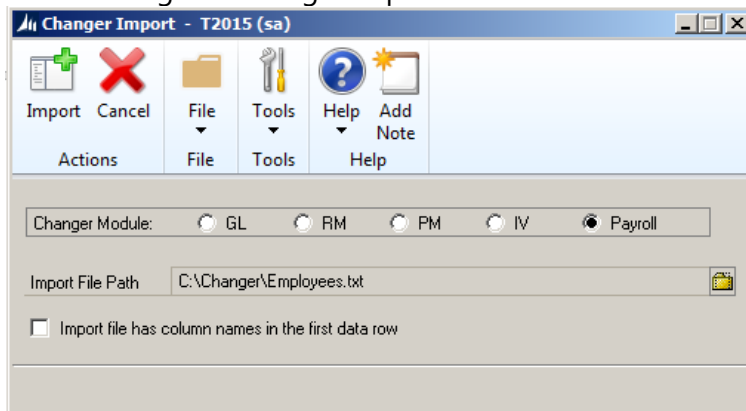 Changer Import - T2015 (sa)
Import Cancel File Tools Help Add Note
Actions File Tools Help
Changer Module: GL RM PM IV Payroll
Import File Path C:\Changer\Employees.txt
Import file has column names in the first data row